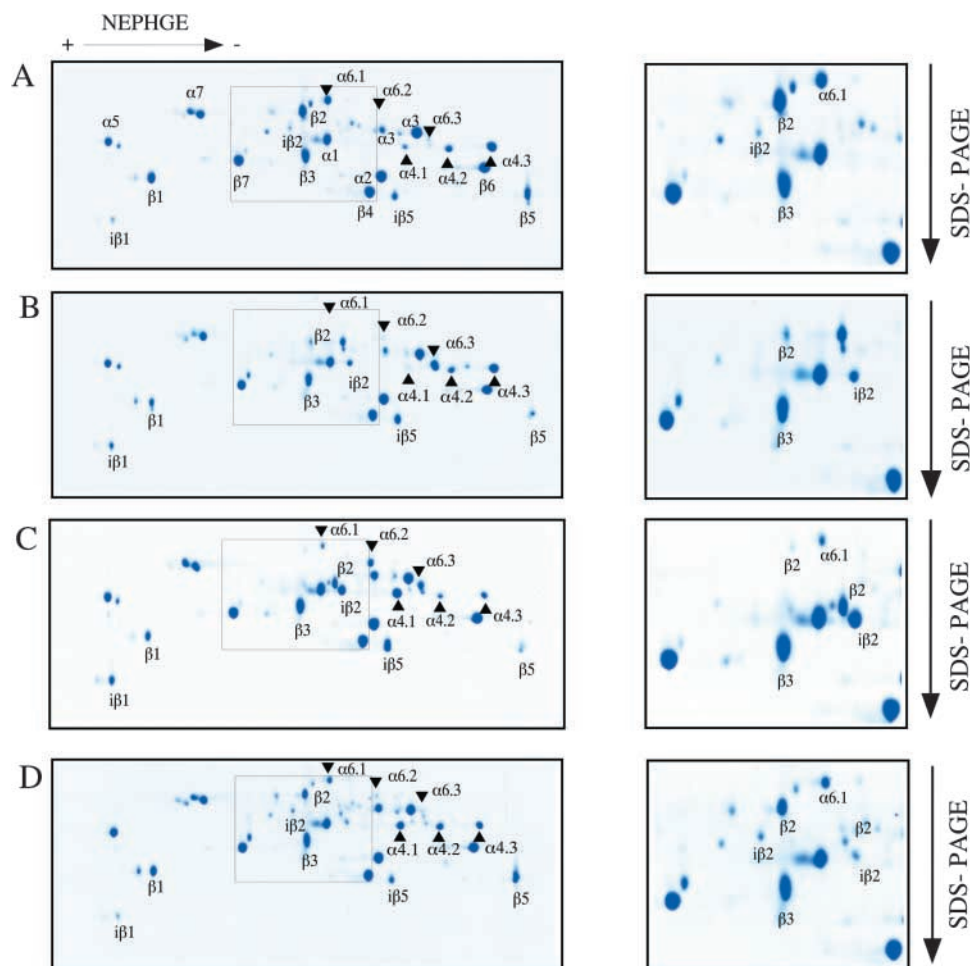 NEPHGE
+ -
A
α6.1
α7 α6.2
β2 α3 α6.3
α5 iβ2 α3
α1
β7 β3 α4.1 α4.2 β6 α4.3
β1 α2
β4 iβ5 β5
iβ1
α6.1
β2
iβ2
β3
SDS- PAGE
B
α6.1
α6.2
β2 α6.3
iβ2
β3 α4.1 α4.2 α4.3
β1 iβ5 β5
iβ1
β2
iβ2
β3
SDS- PAGE
C
α6.1 α6.2
β2 α6.3
iβ2
β3 α4.1 α4.2 α4.3
β1 iβ5 β5
iβ1
α6.1
β2
β2
iβ2
β3
SDS- PAGE
D
α6.1 α6.2
β2 α6.3
iβ2
β3 α4.1 α4.2 α4.3
β1 iβ5 β5
iβ1
α6.1
β2 β2
iβ2 iβ2
β3
SDS- PAGE